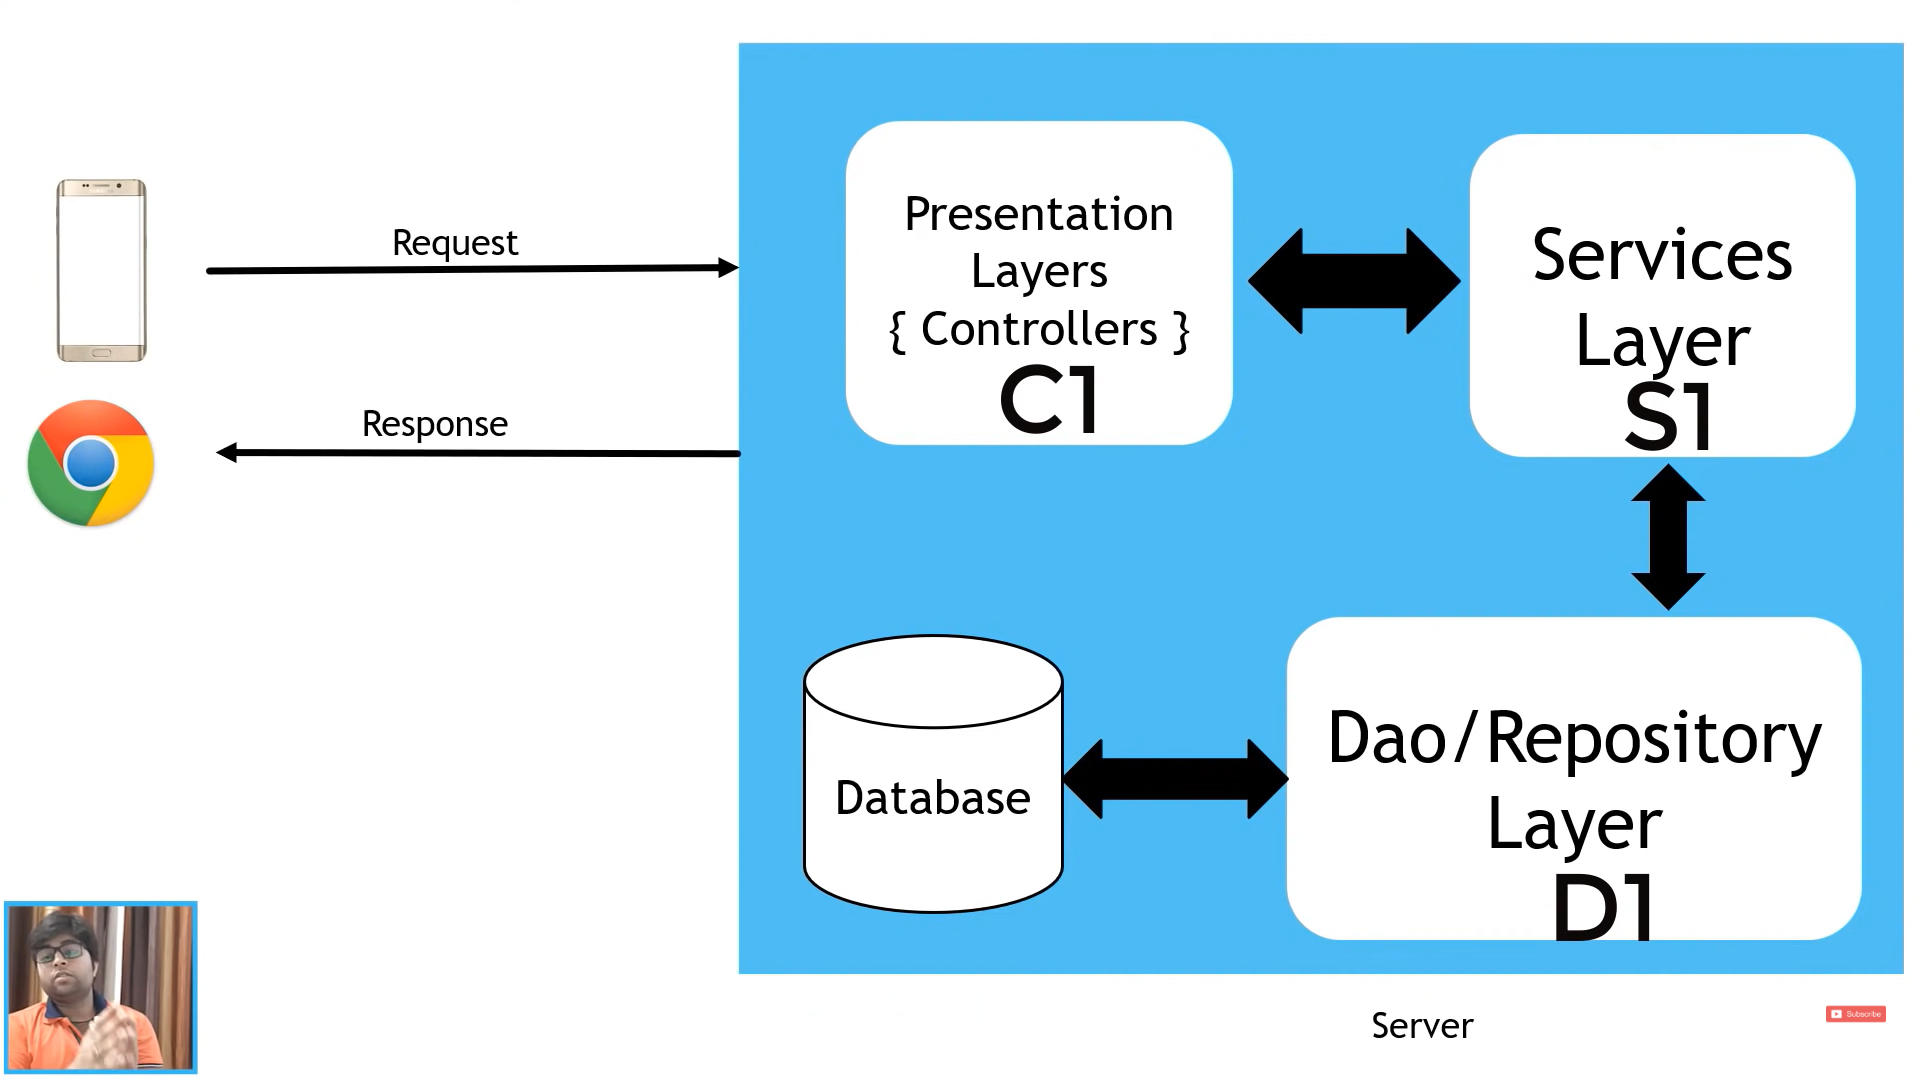 Request
Response
Presentation
Layers
{ Controllers }
C1
Services
Layer
S1
Database
Dao/Repository
Layer
D1
Server
Subscribe